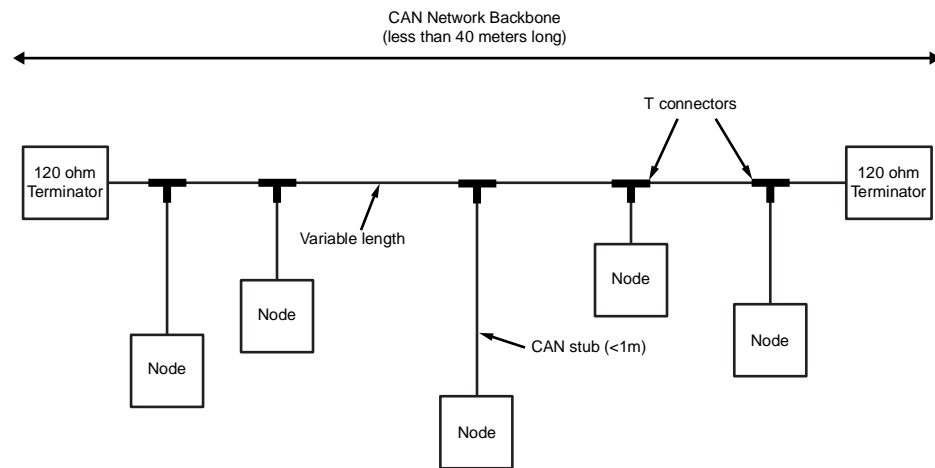 CAN Network Backbone
(less than 40 meters long)
T connectors
120 ohm
Terminator
120 ohm
Terminator
Variable length
Node
Node
Node
Node
CAN stub (<1m)
Node